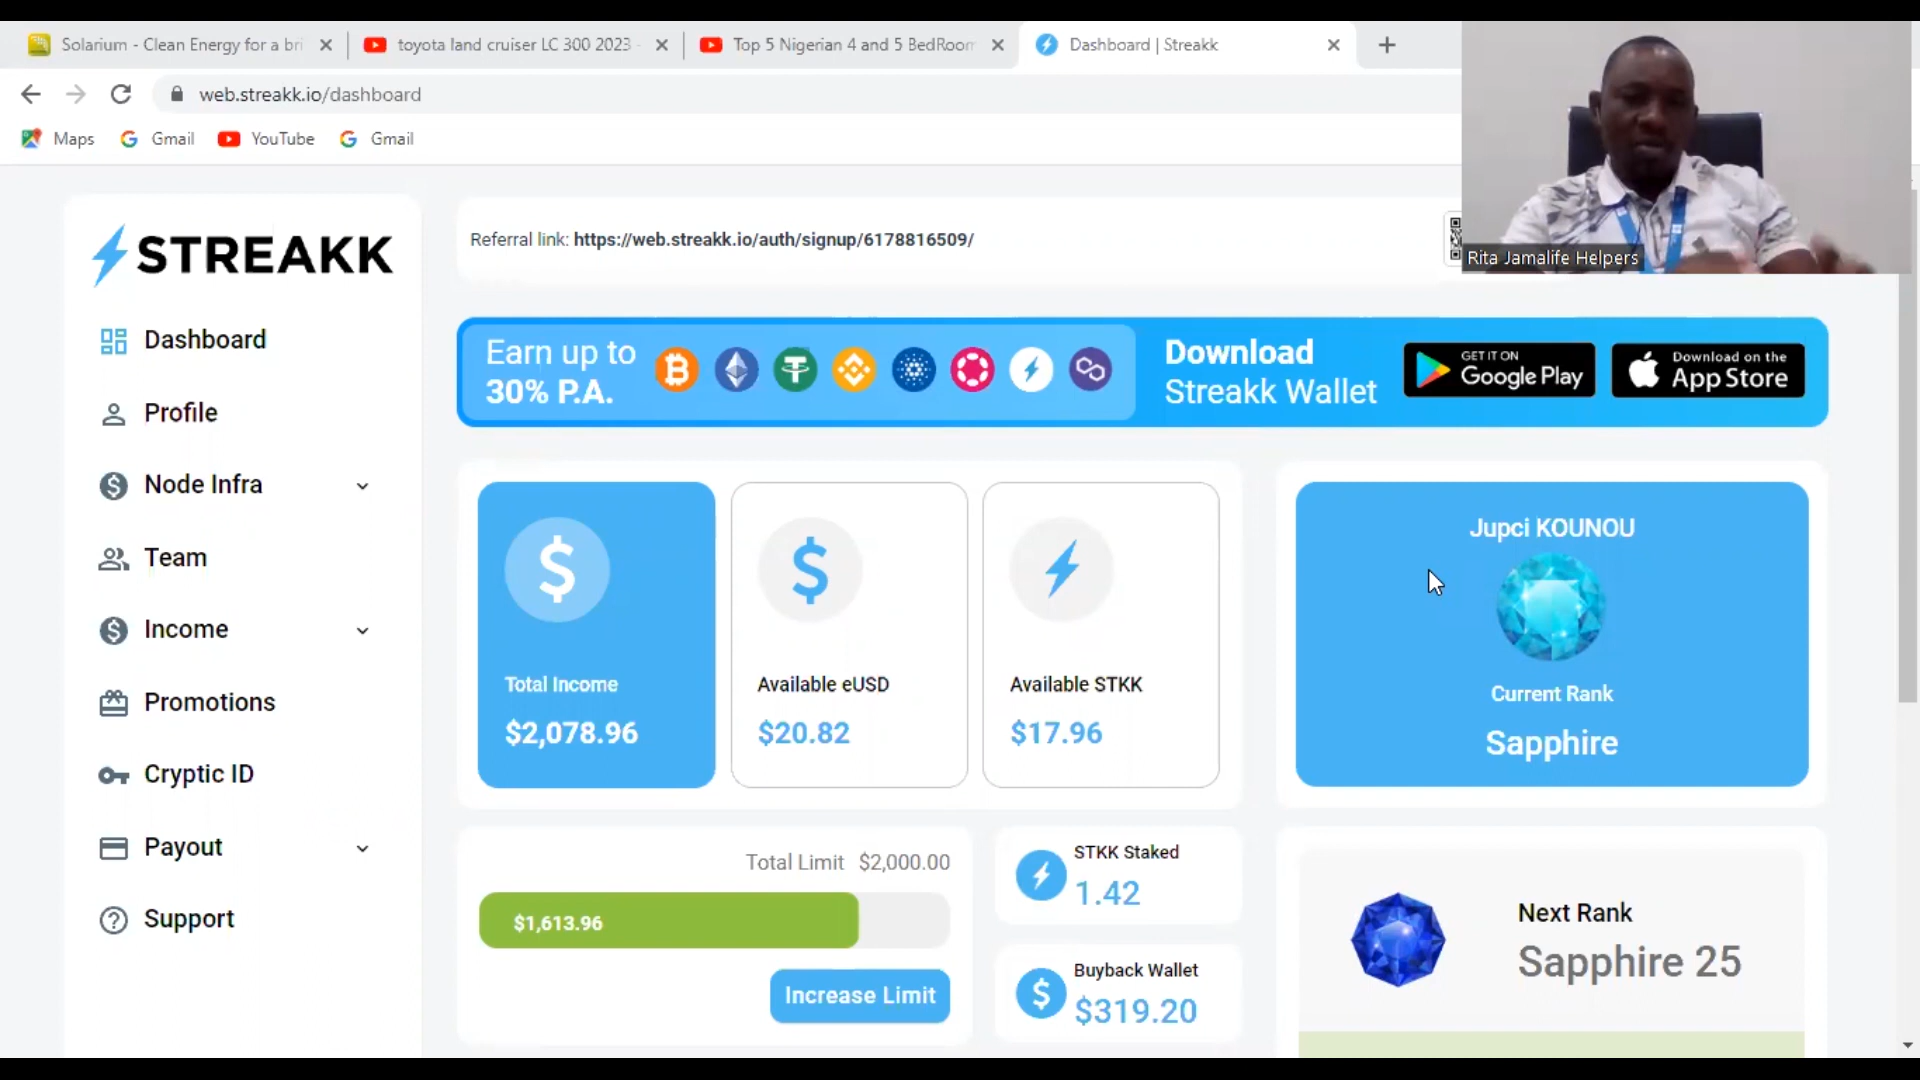 Solarium - Clean Energy for a bri
toyota land cruiser LC 300 2023 -
Top 5 Nigerian 4 and 5 BedRoom
Dashboard | Streakk
web.streakk.io/dashboard
Maps
Gmail
YouTube
Gmail
Rita Jamalife Helpers
STREAKK
Dashboard
Profile
Node Infra
Team
Income
Promotions
Cryptic ID
Payout
Support
Referral link: https://web.streakk.io/auth/signup/6178816509/
Earn up to
30% P.A.
Download
Streakk Wallet
GET IT ON
Google Play
Download on the
App Store
Total Income
$2,078.96
Available eUSD
$20.82
Available STKK
$17.96
Jupci KOUNOU
Current Rank
Sapphire
Total Limit $2,000.00
$1,613.96
Increase Limit
STKK Staked
1.42
Buyback Wallet
$319.20
Next Rank
Sapphire 25